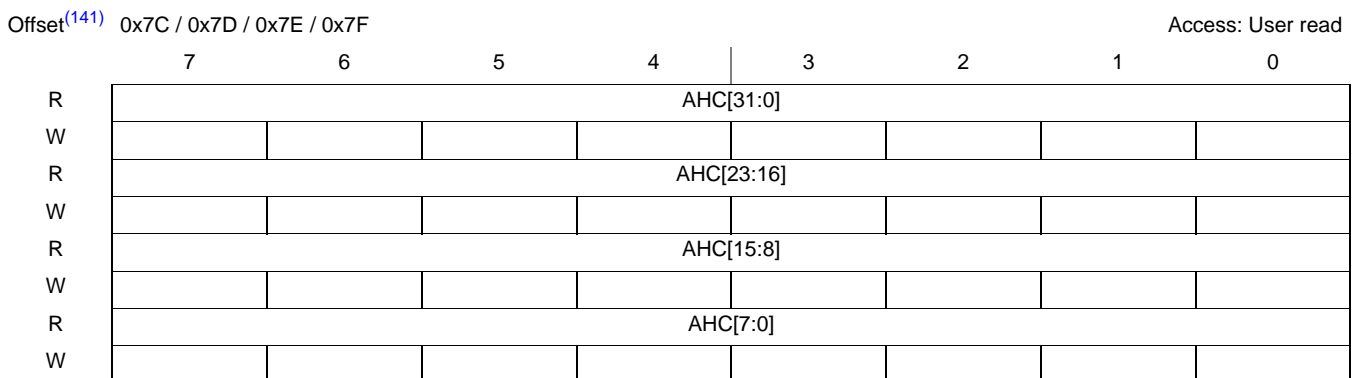 Offset(141) 0x7C / 0x7D / 0x7E / 0x7F Access: User read
7 6 5 4 3 2 1 0
R AHC[31:0]
W
R AHC[23:16]
W
R AHC[15:8]
W
R AHC[7:0]
W